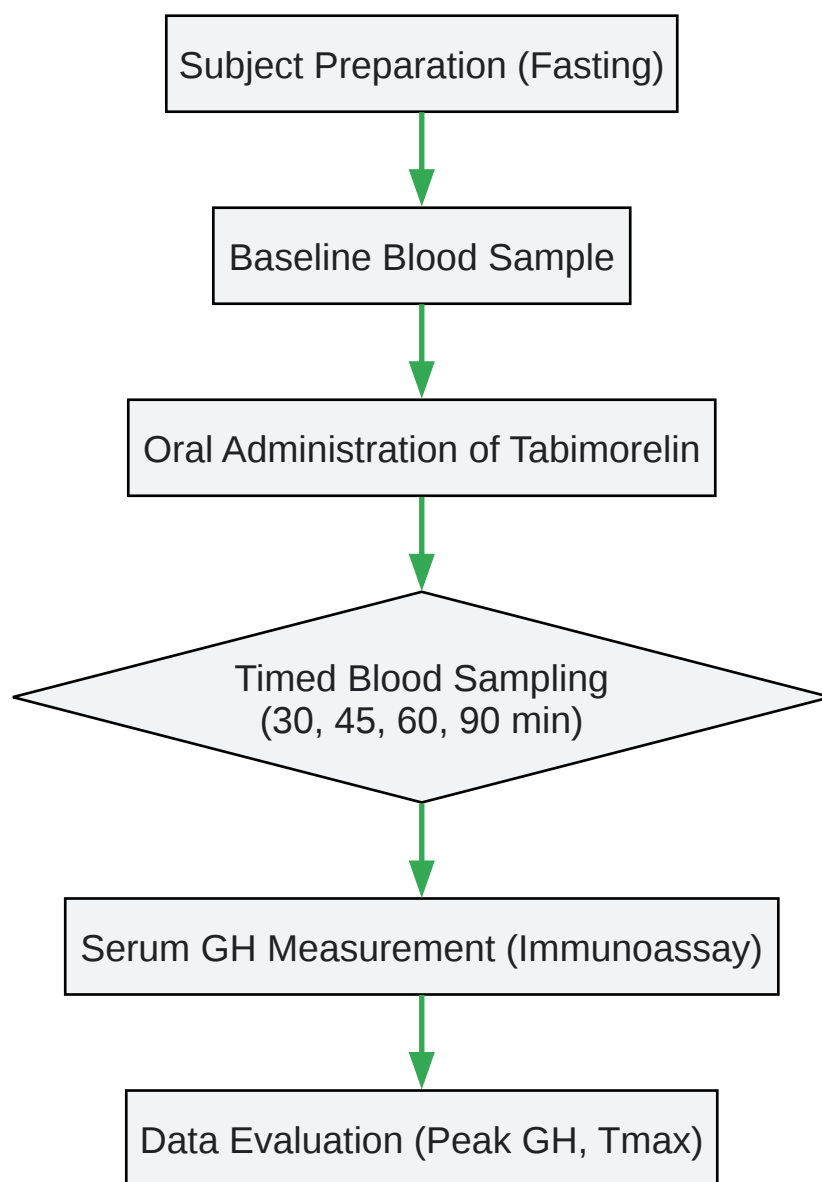 Subject Preparation (Fasting)
Baseline Blood Sample
Oral Administration of Tabimorelin
Timed Blood Sampling
(30, 45, 60, 90 min)
Serum GH Measurement (Immunoassay)
Data Evaluation (Peak GH, Tmax)